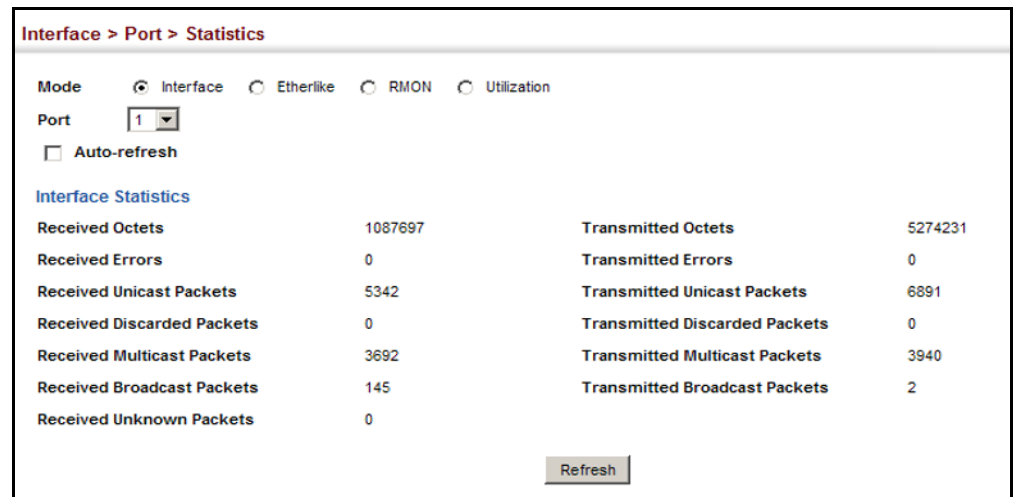 Interface > Port > Statistics
Mode Interface Etherlike RMON Utilization
Port 1
Auto-refresh
Interface Statistics
Received Octets 1087697 Transmitted Octets 5274231
Received Errors 0 Transmitted Errors 0
Received Unicast Packets 5342 Transmitted Unicast Packets 6891
Received Discarded Packets 0 Transmitted Discarded Packets 0
Received Multicast Packets 3692 Transmitted Multicast Packets 3940
Received Broadcast Packets 145 Transmitted Broadcast Packets 2
Received Unknown Packets 0
Refresh